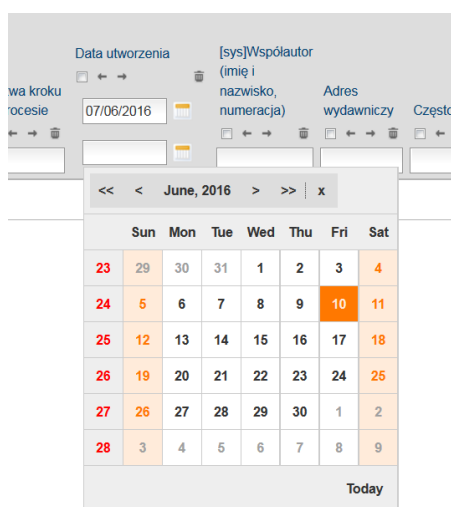 Data utworzenia
[sys]Współautor
(imię i
nazwisko,
numeracja)
Adres
wydawniczy
07/06/2016
<< < June, 2016 > >> x
Sun Mon Tue Wed Thu Fri Sat
23 29 30 31 1 2 3 4
24 5 6 7 8 9 10 11
25 12 13 14 15 16 17 18
26 19 20 21 22 23 24 25
27 26 27 28 29 30 1 2
28 3 4 5 6 7 8 9
Today